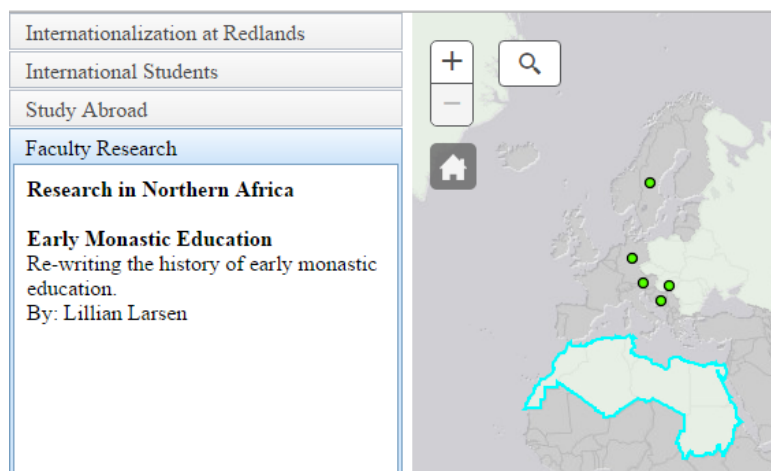 Internationalization at Redlands
International Students
Study Abroad
Faculty Research
Research in Northern Africa
Early Monastic Education
Re-writing the history of early monastic
education.
By: Lillian Larsen
+
−